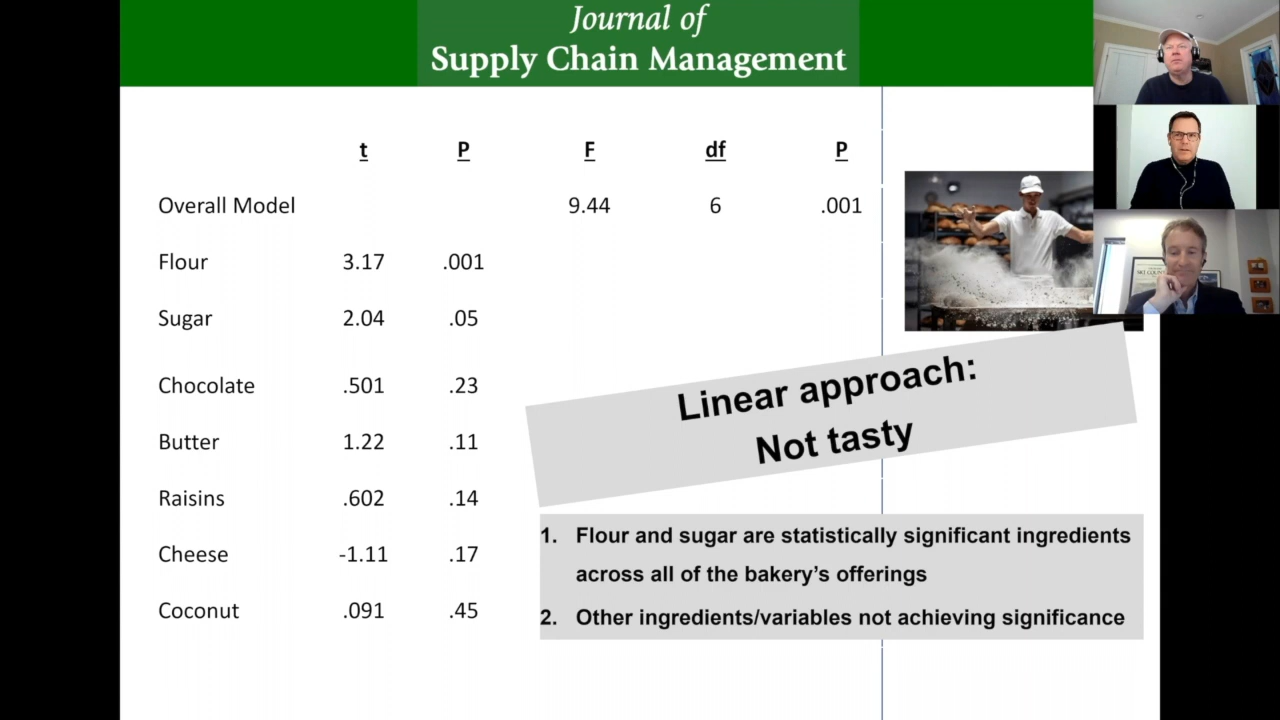 Journal of
Supply Chain Management
t P F df P
Overall Model 9.44 6 .001
Flour 3.17 .001
Sugar 2.04 .05
Chocolate .501 .23
Butter 1.22 .11
Raisins .602 .14
Cheese -1.11 .17
Coconut .091 .45
Linear approach:
Not tasty
1. Flour and sugar are statistically significant ingredients
across all of the bakery’s offerings
2. Other ingredients/variables not achieving significance